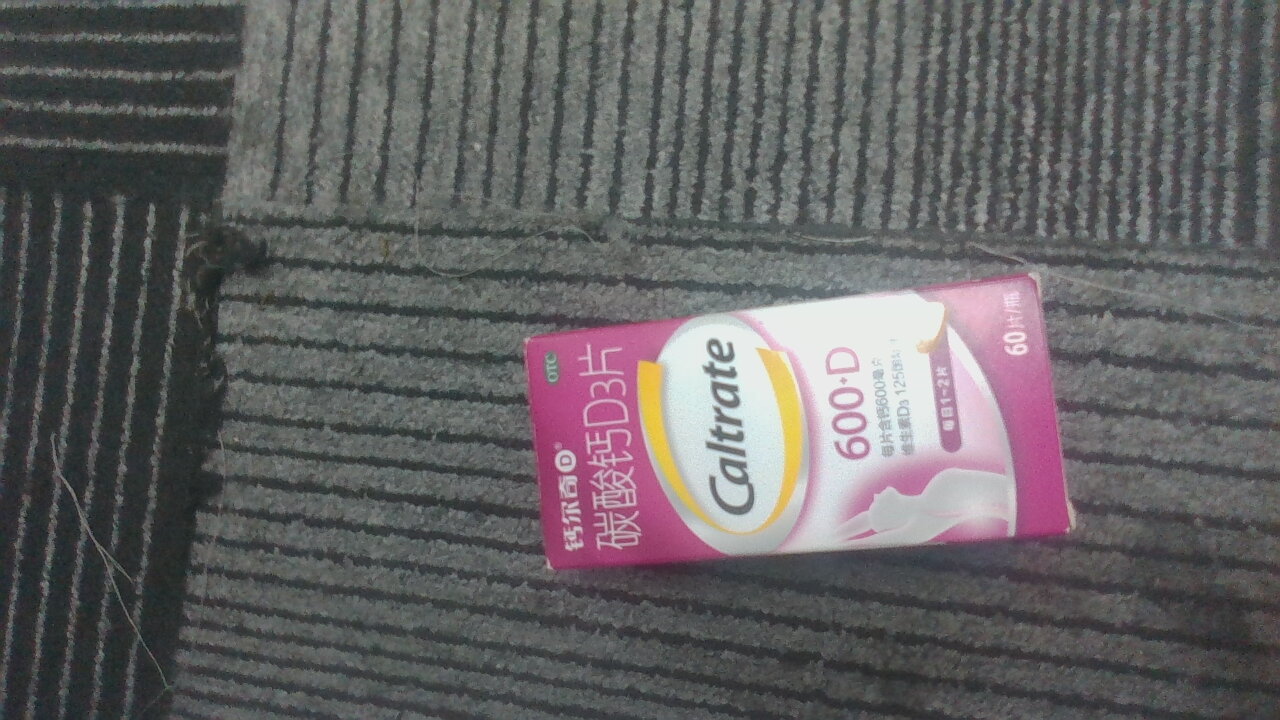 OTC
钙尔奇D®
碳酸钙D3片
Caltrate
600+D
每片含钙600毫克
维生素D3 125国际单位
每日1-2片
60片/瓶